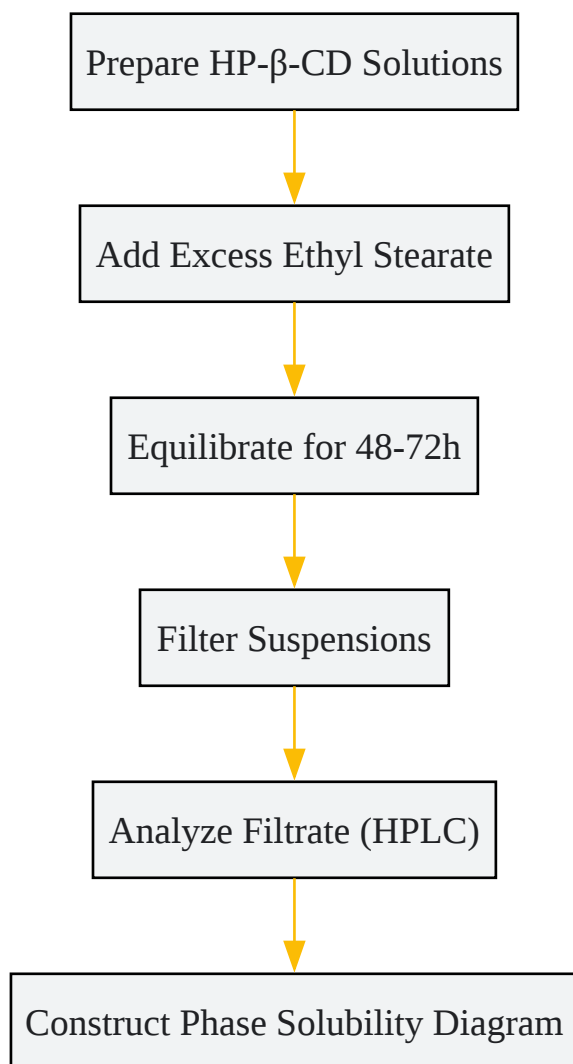 Prepare HP-β-CD Solutions
Add Excess Ethyl Stearate
Equilibrate for 48-72h
Filter Suspensions
Analyze Filtrate (HPLC)
Construct Phase Solubility Diagram